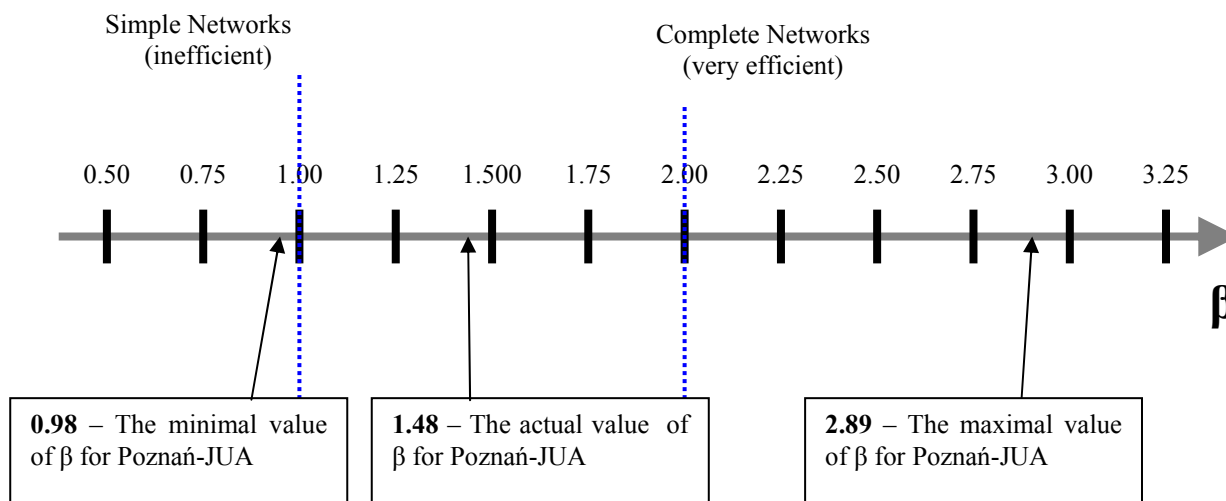 Simple Networks
(inefficient)
Complete Networks
(very efficient)
0.50 0.75 1.00 1.25 1.500 1.75 2.00 2.25 2.50 2.75 3.00 3.25
β
0.98 – The minimal value
of β for Poznań-JUA
1.48 – The actual value of
β for Poznań-JUA
2.89 – The maximal value
of β for Poznań-JUA